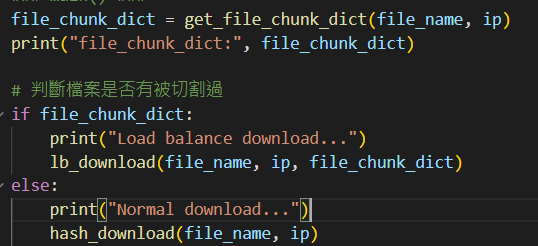 file_chunk_dict = get_file_chunk_dict(file_name, ip)
print("file_chunk_dict:", file_chunk_dict)
# 判斷檔案是否有被切割過
if file_chunk_dict:
print("Load balance download...")
lb_download(file_name, ip, file_chunk_dict)
else:
print("Normal download...")
hash_download(file_name, ip)